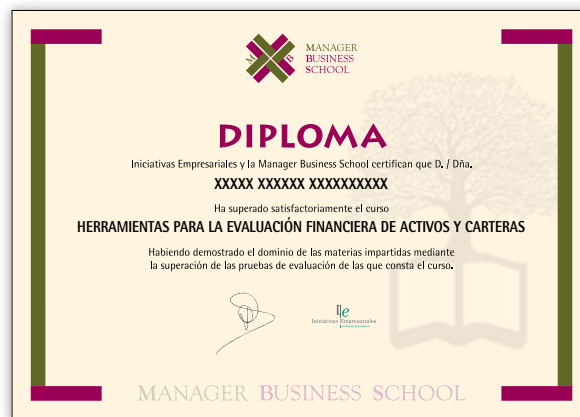 M B
MANAGER
BUSINESS
SCHOOL
DIPLOMA
Iniciativas Empresariales y la Manager Business School certifican que D. / Dña.
XXXXX XXXXXX XXXXXXXXXX
Ha superado satisfactoriamente el curso
HERRAMIENTAS PARA LA EVALUACIÓN FINANCIERA DE ACTIVOS Y CARTERAS
Habiendo demostrado el dominio de las materias impartidas mediante
la superación de las pruebas de evaluación de las que consta el curso.
Iniciativas Empresariales
MANAGER BUSINESS SCHOOL